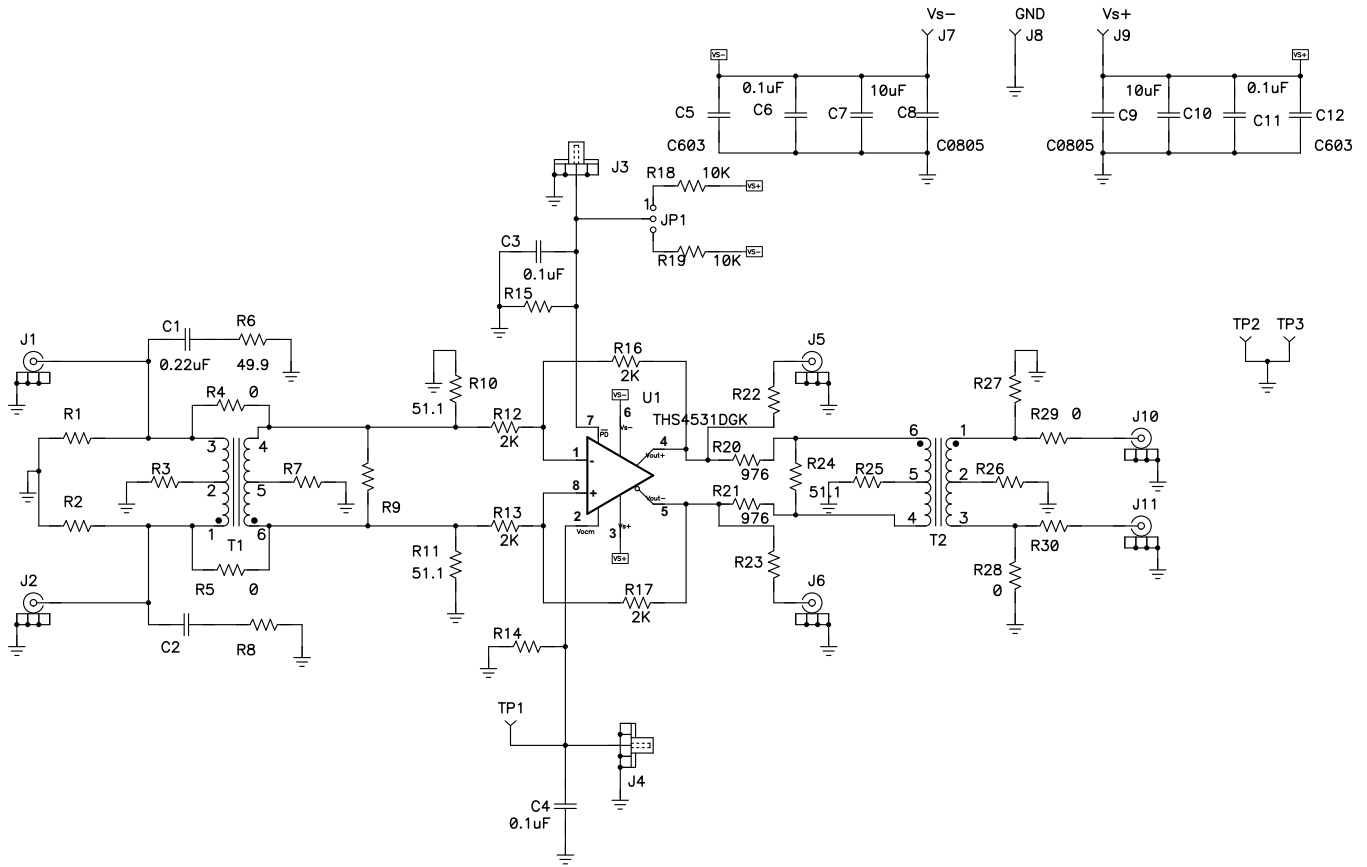 Vs- GND Vs+
J7 J8 J9
VS- VS+
0.1uF 10uF 10uF 0.1uF
C5 C6 C7 C8 C9 C10 C11 C12
C603 C0805 C0805 C603
J3
R18 10K VS+
1
JP1
R19 10K VS-
C3
0.1uF
R15
J1 C1 R6
0.22uF 49.9
R4 0
R1
3 4
R3 R7
2 5
R9
R2
1 T1 6
R5 0
J2
C2 R8
R10
51.1
R12
2K
R16
2K
R11
51.1
R13
2K
R17
2K
U1
THS4531DGK
VS-
6
Vs-
7
PD
1 -
8 +
2
Vocm
3
Vs+
VS+
4
Vout+
Vout-
5
R14
TP1
J4
C4
0.1uF
J5
R22
R20
976
R21
976
R23
J6
R24
51.1
R25
6 1
5 2
4 3
T2
R26
R27
R29 0
J10
J11
R30
R28
0
TP2 TP3